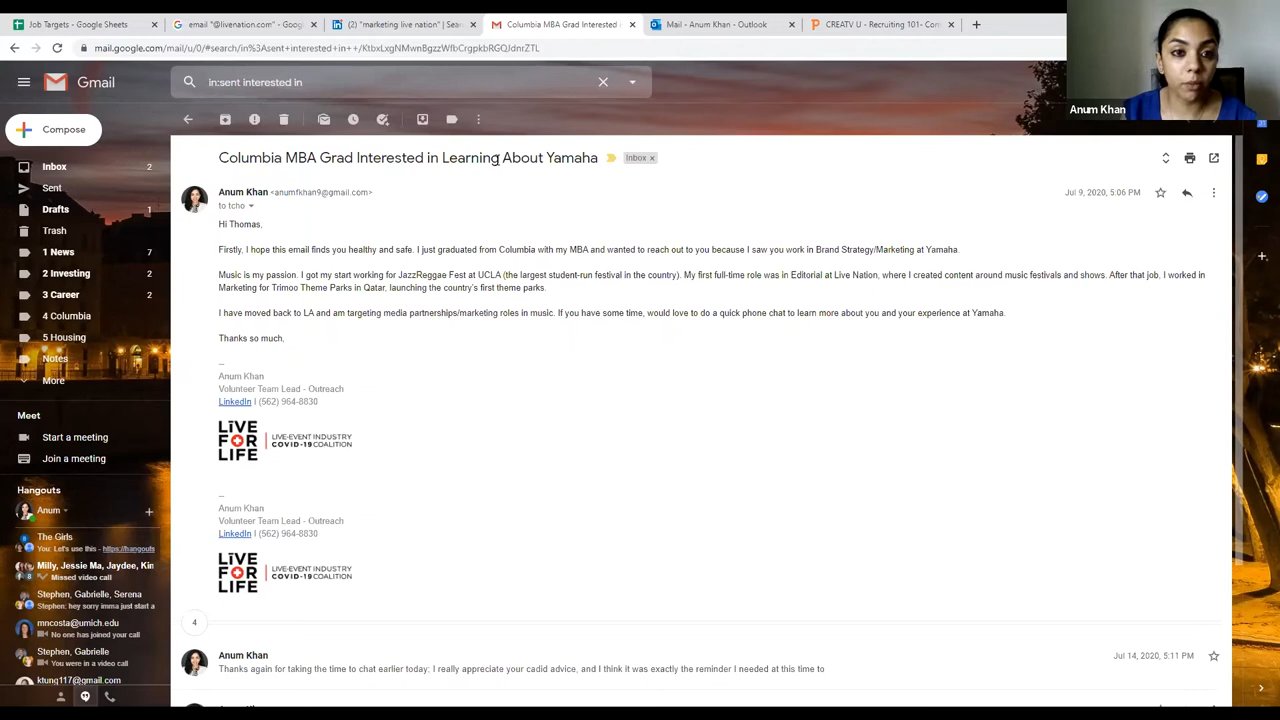 Job Targets - Google Sheets
email "@livenation.com" - Goog
(2) "marketing live nation" | Sear
Columbia MBA Grad Interested i
Mail - Anum Khan - Outlook
CREATV U - Recruiting 101- Con
mail.google.com/mail/u/0/#search/in%3Asent+interested+in++/KtbxLxgNMwnBgzzWfbCrgpkbRGQJdnrZTL
Gmail
in:sent interested in
Anum Khan
Compose
Columbia MBA Grad Interested in Learning About Yamaha
Inbox x
Inbox 2
Sent
Drafts 1
Trash
1 News 7
2 Investing
3 Career 2
4 Columbia
5 Housing
Notes
More
Meet
Start a meeting
Join a meeting
Hangouts
Anum
The Girls
You: Let's use this - https://hangouts
Milly, Jessie Ma, Jaydee, Kin
Missed video call
Stephen, Gabrielle, Serena
Stephen: hey sorry imma just start a
mncosta@umich.edu
No one has joined your call
Stephen, Gabrielle
You were in a video call
ktung117@gmail.com
Anum Khan <anumfkhan9@gmail.com>
Jul 9, 2020, 5:06 PM
to tcho
Hi Thomas,
Firstly, I hope this email finds you healthy and safe. I just graduated from Columbia with my MBA and wanted to reach out to you because I saw you work in Brand Strategy/Marketing at Yamaha.
Music is my passion. I got my start working for JazzReggae Fest at UCLA (the largest student-run festival in the country). My first full-time role was in Editorial at Live Nation, where I created content around music festivals and shows. After that job, I worked in
Marketing for Trimoo Theme Parks in Qatar, launching the country's first theme parks.
I have moved back to LA and am targeting media partnerships/marketing roles in music. If you have some time, would love to do a quick phone chat to learn more about you and your experience at Yamaha.
Thanks so much,
--
Anum Khan
Volunteer Team Lead - Outreach
LinkedIn I (562) 964-8830
LIVE FOR LIFE
LIVE-EVENT INDUSTRY
COVID-19 COALITION
--
Anum Khan
Volunteer Team Lead - Outreach
LinkedIn I (562) 964-8830
LIVE FOR LIFE
LIVE-EVENT INDUSTRY
COVID-19 COALITION
4
Anum Khan
Jul 14, 2020, 5:11 PM
Thanks again for taking the time to chat earlier today; I really appreciate your cadid advice, and I think it was exactly the reminder I needed at this time to